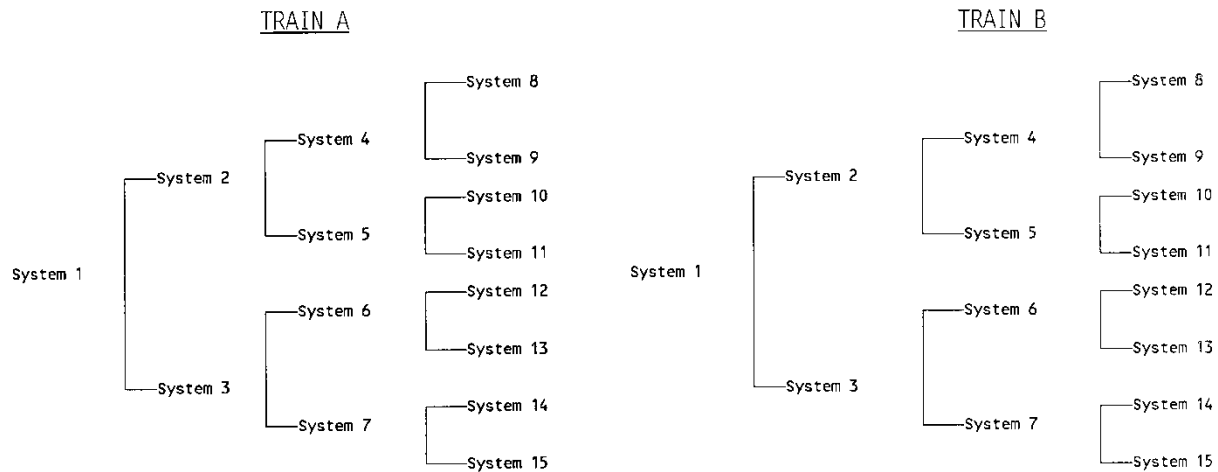 TRAIN A
System 8
System 4
System 9
System 2
System 10
System 5
System 11
System 1
System 12
System 6
System 13
System 3
System 14
System 7
System 15
TRAIN B
System 8
System 4
System 9
System 2
System 10
System 5
System 11
System 1
System 12
System 6
System 13
System 3
System 14
System 7
System 15